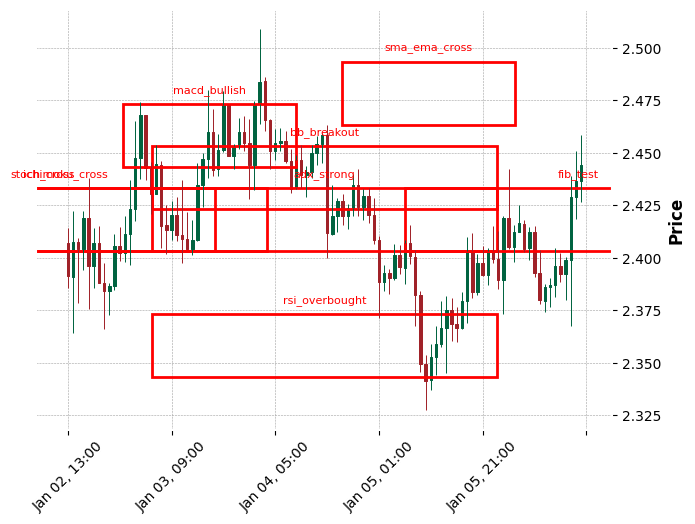 sma_ema_cross
macd_bullish
bb_breakout
stoch_cross
ichimoku_cross
adx_strong
fib_test
rsi_overbought
2.500
2.475
2.450
2.425
2.400
2.375
2.350
2.325
Price
Jan 02, 13:00
Jan 03, 09:00
Jan 04, 05:00
Jan 05, 01:00
Jan 05, 21:00